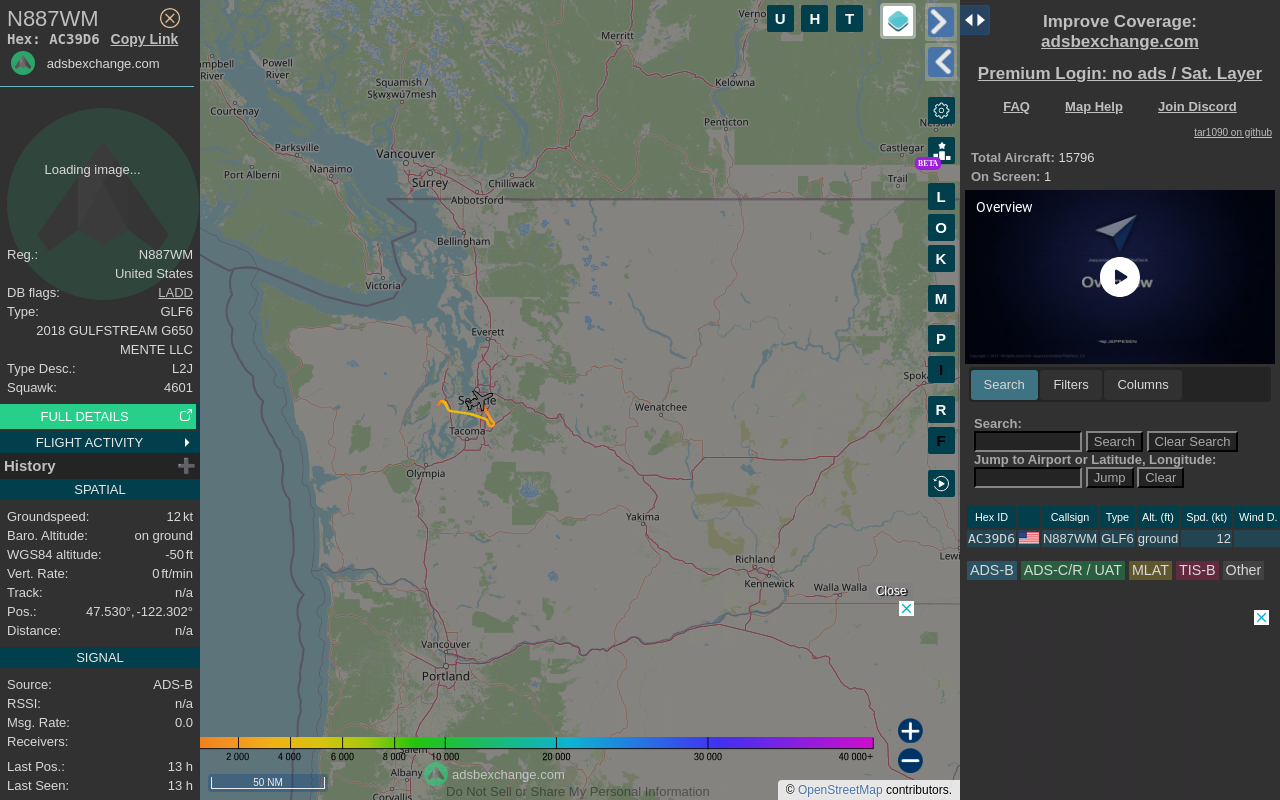 N887WM
Hex: AC39D6 Copy Link
adsbexchange.com
Loading image...
Reg.: N887WM
United States
DB flags: LADD
Type: GLF6
2018 GULFSTREAM G650
MENTE LLC
Type Desc.: L2J
Squawk: 4601
FULL DETAILS
FLIGHT ACTIVITY
History
SPATIAL
Groundspeed: 12 kt
Baro. Altitude: on ground
WGS84 altitude: -50 ft
Vert. Rate: 0 ft/min
Track: n/a
Pos.: 47.530°, -122.302°
Distance: n/a
SIGNAL
Source: ADS-B
RSSI: n/a
Msg. Rate: 0.0
Receivers:
Last Pos.: 13 h
Last Seen: 13 h
Merritt
Powell
River
River
Squamish /
Sḵwx̱wú7mesh
Kelowna
Courtenay
Penticton
Parksville
Vancouver
Nanaimo
Castlegar
Port Alberni
Surrey
Chilliwack
Trail
Abbotsford
Bellingham
Victoria
Everett
Wenatchee
Tacoma
Olympia
Yakima
Richland
Kennewick
Walla Walla
Vancouver
Portland
Albany
Corvallis
U H T
BETA
L
O
K
M
P
I
R
F
Close
2 000 4 000 6 000 8 000 10 000 20 000 30 000 40 000+
50 NM
adsbexchange.com
Do Not Sell or Share My Personal Information
© OpenStreetMap contributors.
Improve Coverage:
adsbexchange.com
Premium Login: no ads / Sat. Layer
FAQ Map Help Join Discord
tar1090 on github
Total Aircraft: 15796
On Screen: 1
Overview
Overview
JEPPESEN
Search Filters Columns
Search:
Search Clear Search
Jump to Airport or Latitude, Longitude:
Jump Clear
Hex ID Callsign Type Alt. (ft) Spd. (kt) Wind D.
AC39D6 N887WM GLF6 ground 12
ADS-B ADS-C/R / UAT MLAT TIS-B Other